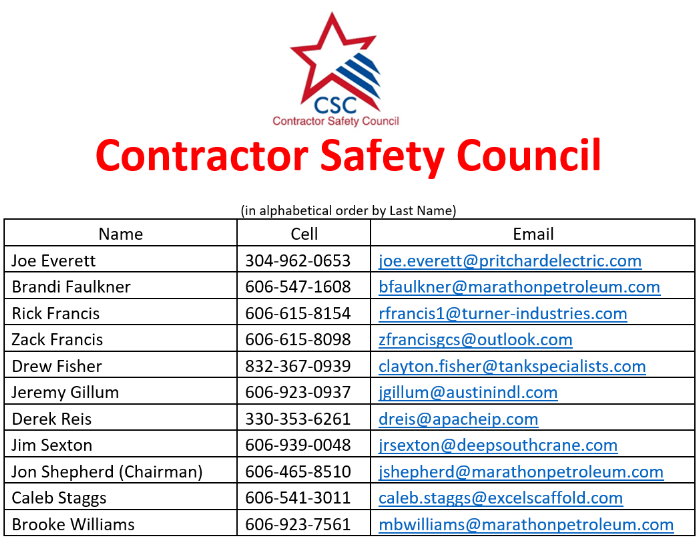 CSC
Contractor Safety Council
Contractor Safety Council
(in alphabetical order by Last Name)
Name Cell Email
Joe Everett 304-962-0653 joe.everett@pritchardelectric.com
Brandi Faulkner 606-547-1608 bfaulkner@marathonpetroleum.com
Rick Francis 606-615-8154 rfrancis1@turner-industries.com
Zack Francis 606-615-8098 zfrancisgcs@outlook.com
Drew Fisher 832-367-0939 clayton.fisher@tankspecialists.com
Jeremy Gillum 606-923-0937 jgillum@austinindl.com
Derek Reis 330-353-6261 dreis@apacheip.com
Jim Sexton 606-939-0048 jrsexton@deepsouthcrane.com
Jon Shepherd (Chairman) 606-465-8510 jshepherd@marathonpetroleum.com
Caleb Staggs 606-541-3011 caleb.staggs@excelscaffold.com
Brooke Williams 606-923-7561 mbwilliams@marathonpetroleum.com